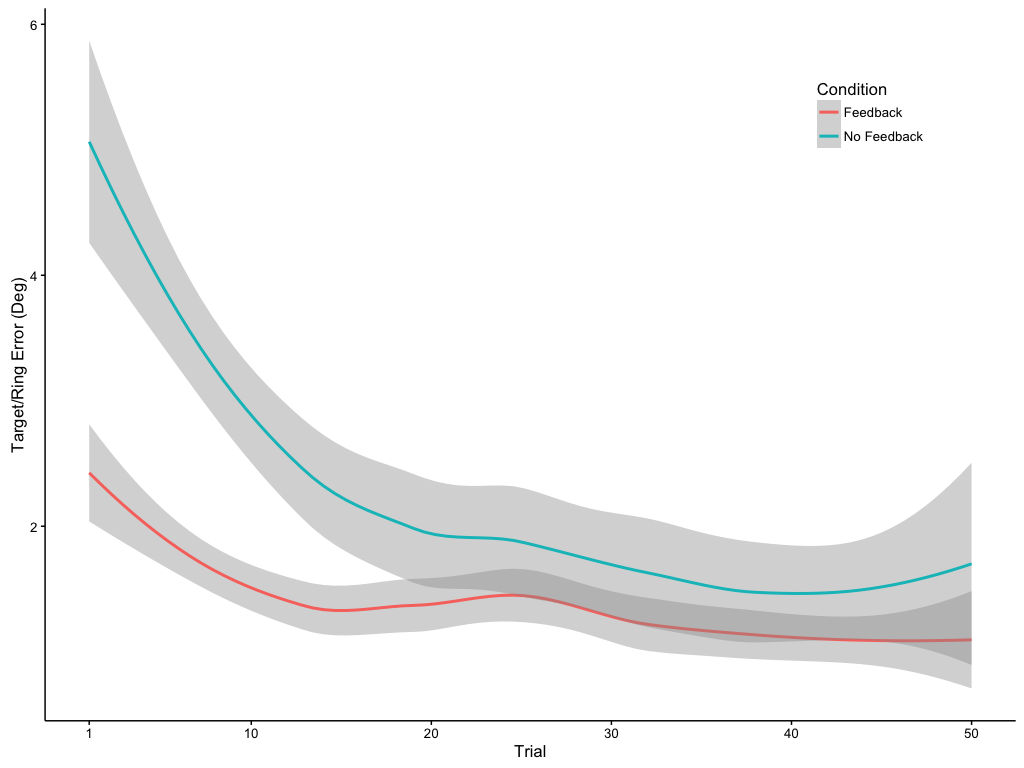 6
4
2
Target/Ring Error (Deg)
Condition
Feedback
No Feedback
1 10 20 30 40 50
Trial